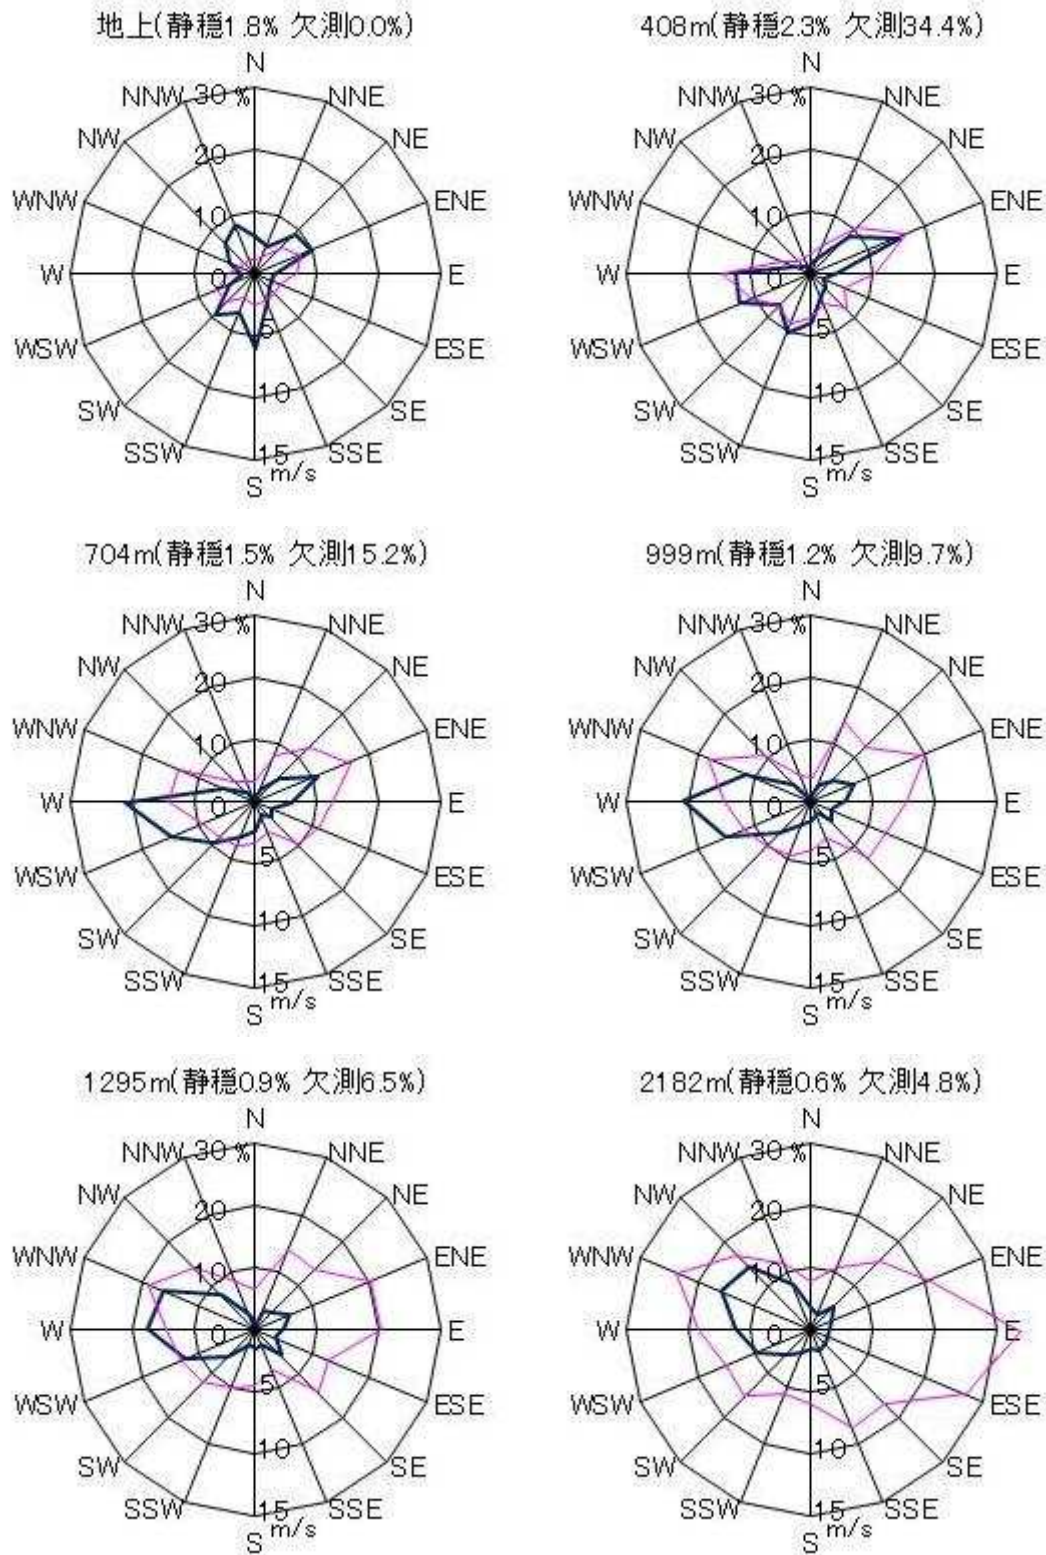 地上(静穏1.8% 欠測0.0%)
N
NNW 30% NNE
NW 20 NE
WNW 10 ENE
W 0 E
WSW 5 ESE
SW 10 SE
SSW 15 SSE
S m/s
408m(静穏2.3% 欠測34.4%)
N
NNW 30% NNE
NW 20 NE
WNW 10 ENE
W 0 E
WSW 5 ESE
SW 10 SE
SSW 15 SSE
S m/s
704m(静穏1.5% 欠測15.2%)
N
NNW 30% NNE
NW 20 NE
WNW 10 ENE
W 0 E
WSW 5 ESE
SW 10 SE
SSW 15 SSE
S m/s
999m(静穏1.2% 欠測9.7%)
N
NNW 30% NNE
NW 20 NE
WNW 10 ENE
W 0 E
WSW 5 ESE
SW 10 SE
SSW 15 SSE
S m/s
1295m(静穏0.9% 欠測6.5%)
N
NNW 30% NNE
NW 20 NE
WNW 10 ENE
W 0 E
WSW 5 ESE
SW 10 SE
SSW 15 SSE
S m/s
2182m(静穏0.6% 欠測4.8%)
N
NNW 30% NNE
NW 20 NE
WNW 10 ENE
W 0 E
WSW 5 ESE
SW 10 SE
SSW 15 SSE
S m/s